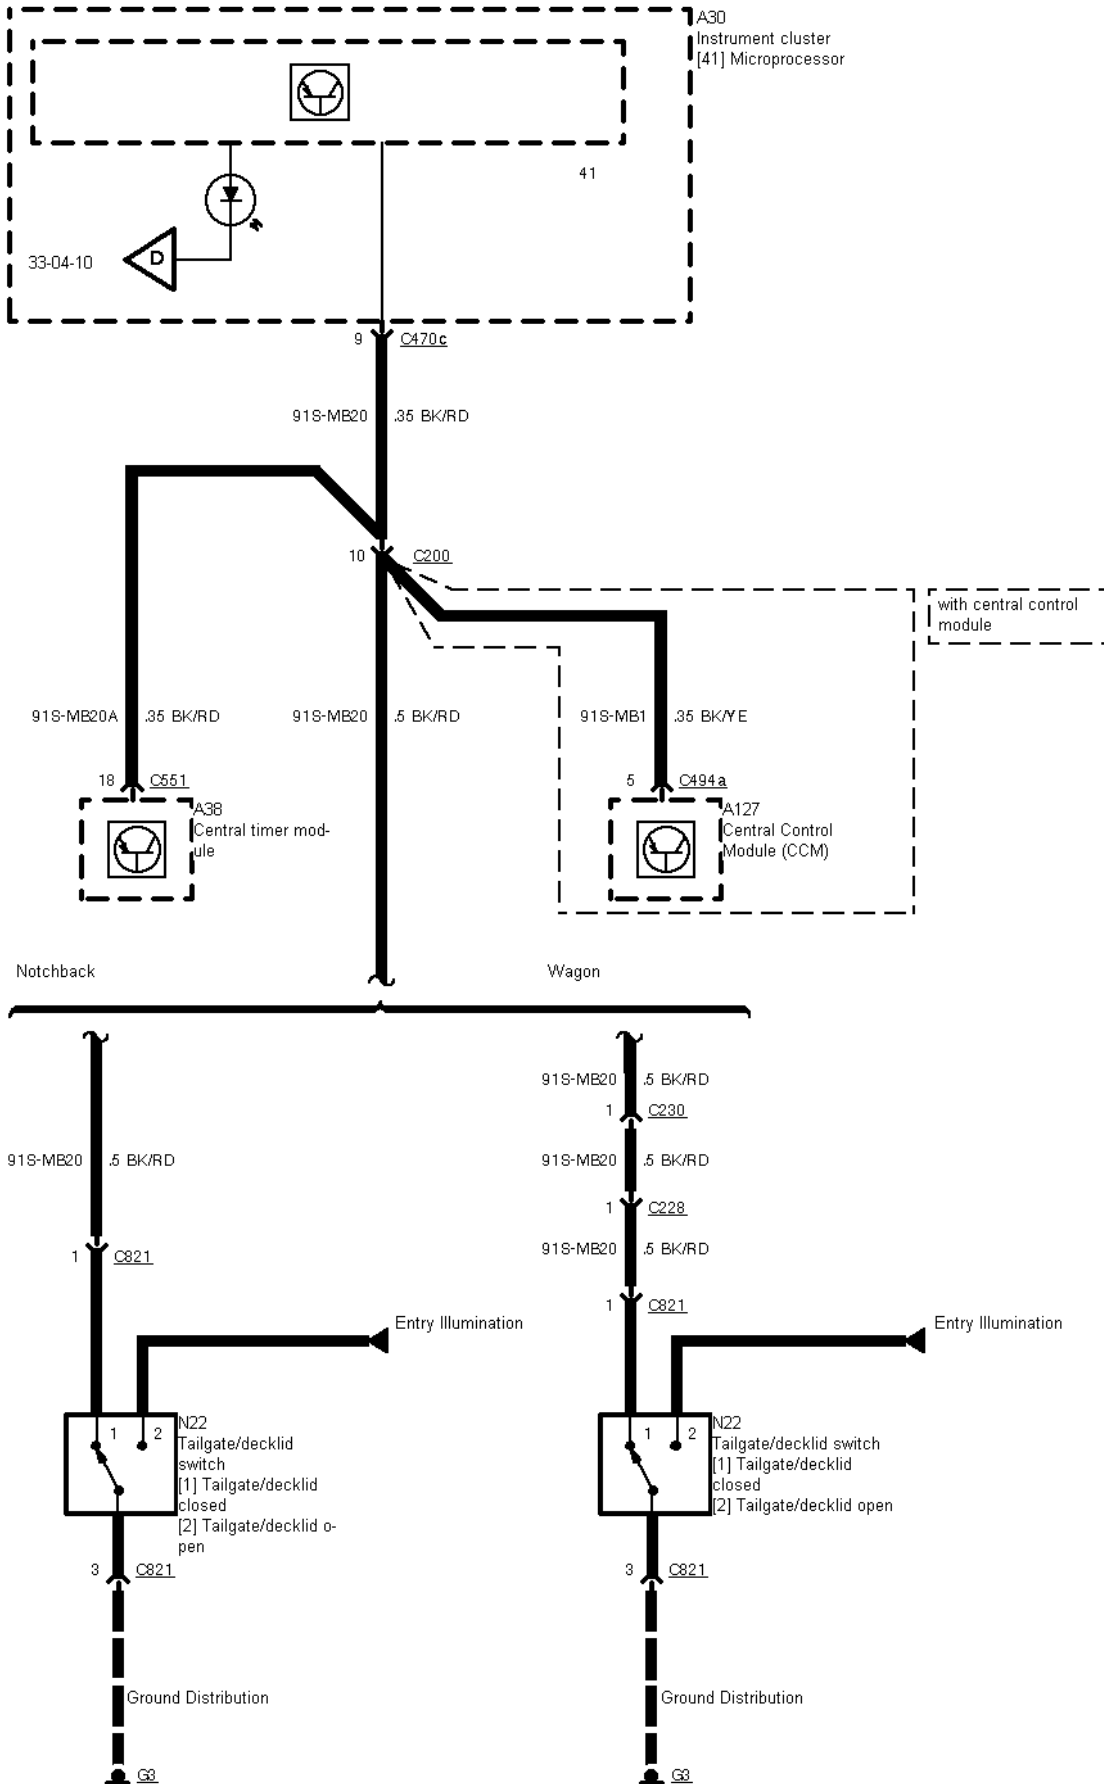 A30
Instrument cluster
[41] Microprocessor
41
D
33-04-10
9 C470c
91S-MB20 .35 BK/RD
10 C200
with central control
module
91S-MB20A .35 BK/RD
91S-MB20 .5 BK/RD
91S-MB1 .35 BK/YE
18 C551
5 C494a
A38
Central timer mod-
ule
A127
Central Control
Module (CCM)
Notchback
Wagon
91S-MB20 .5 BK/RD
1 C230
91S-MB20 .5 BK/RD
91S-MB20 .5 BK/RD
1 C228
91S-MB20 .5 BK/RD
1 C821
1 C821
Entry Illumination
Entry Illumination
1 2
N22
Tailgate/decklid
switch
[1] Tailgate/decklid
closed
[2] Tailgate/decklid o-
pen
1 2
N22
Tailgate/decklid switch
[1] Tailgate/decklid
closed
[2] Tailgate/decklid open
3 C821
3 C821
Ground Distribution
Ground Distribution
G3
G3